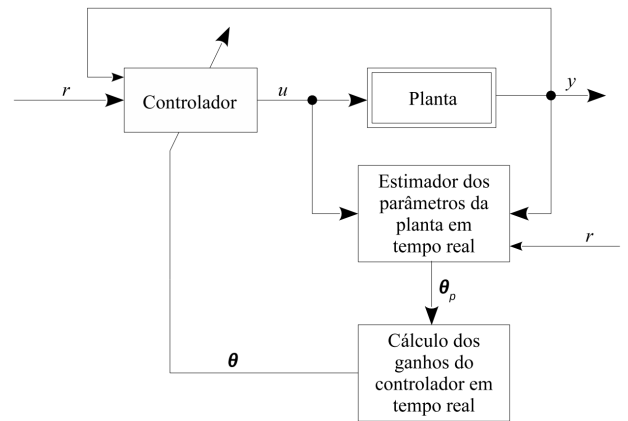 r
Controlador
u
Planta
y
Estimador dos
parâmetros da
planta em
tempo real
r
θp
Cálculo dos
ganhos do
controlador em
tempo real
θ